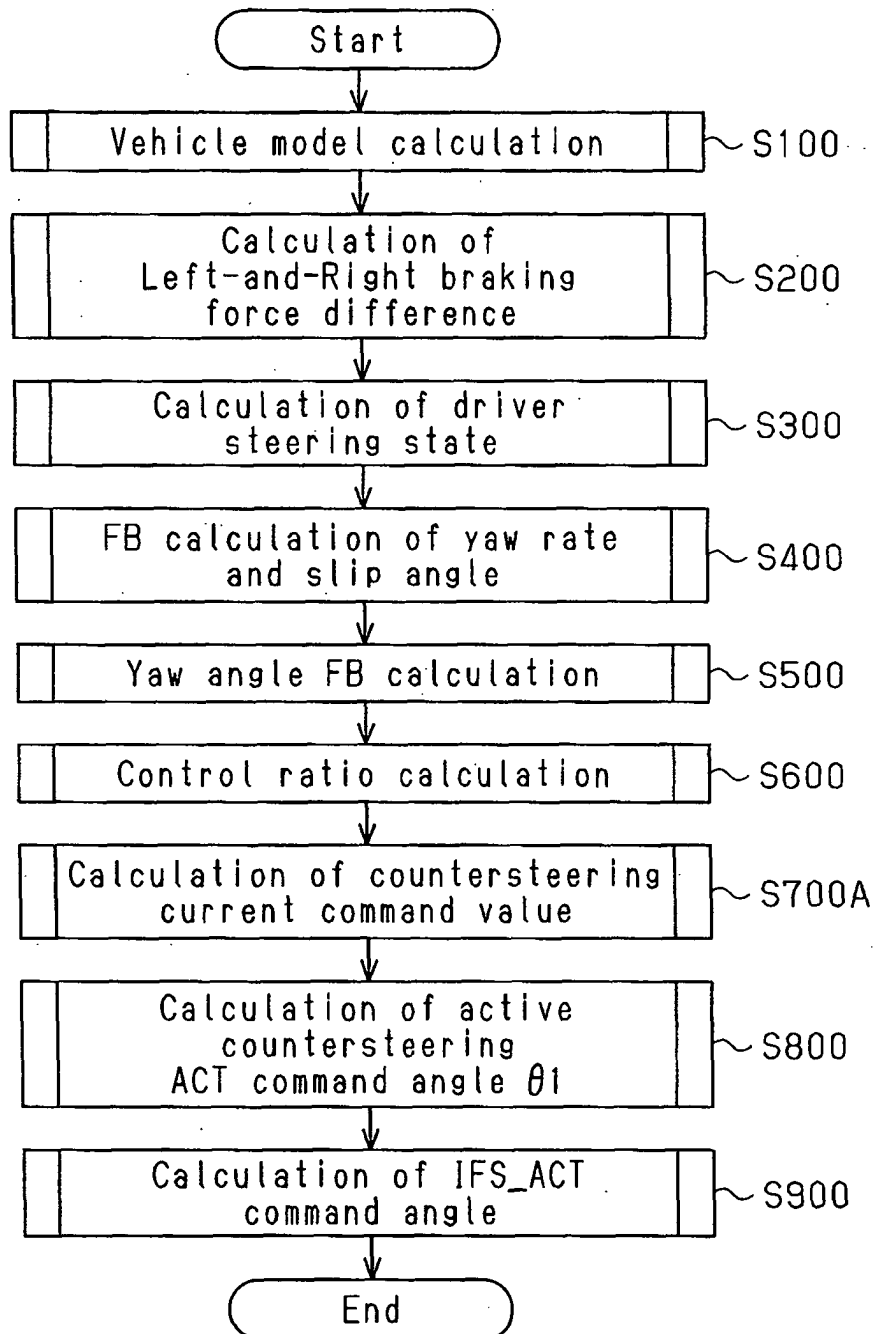 Start
Vehicle model calculation
S100
Calculation of
Left-and-Right braking
force difference
S200
Calculation of driver
steering state
S300
FB calculation of yaw rate
and slip angle
S400
Yaw angle FB calculation
S500
Control ratio calculation
S600
Calculation of countersteering
current command value
S700A
Calculation of active
countersteering
ACT command angle θ1
S800
Calculation of IFS_ACT
command angle
S900
End